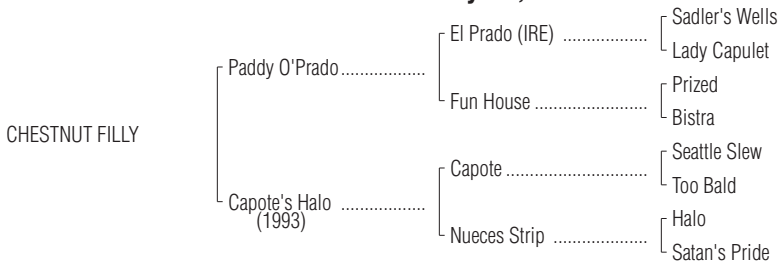 Sadler's Wells
El Prado (IRE) ..................
Lady Capulet
Paddy O'Prado..................
Prized
Fun House ........................
Bistra
CHESTNUT FILLY
Seattle Slew
Capote ..............................
Too Bald
Capote's Halo ..................
(1993)
Halo
Nueces Strip ....................
Satan's Pride